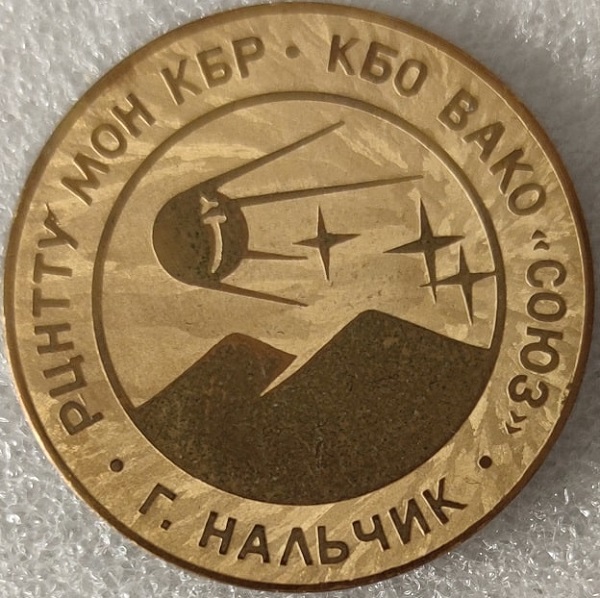 РЦНТТУ МОН КБР · КБО ВАКО "СОЮЗ"
· Г. НАЛЬЧИК ·